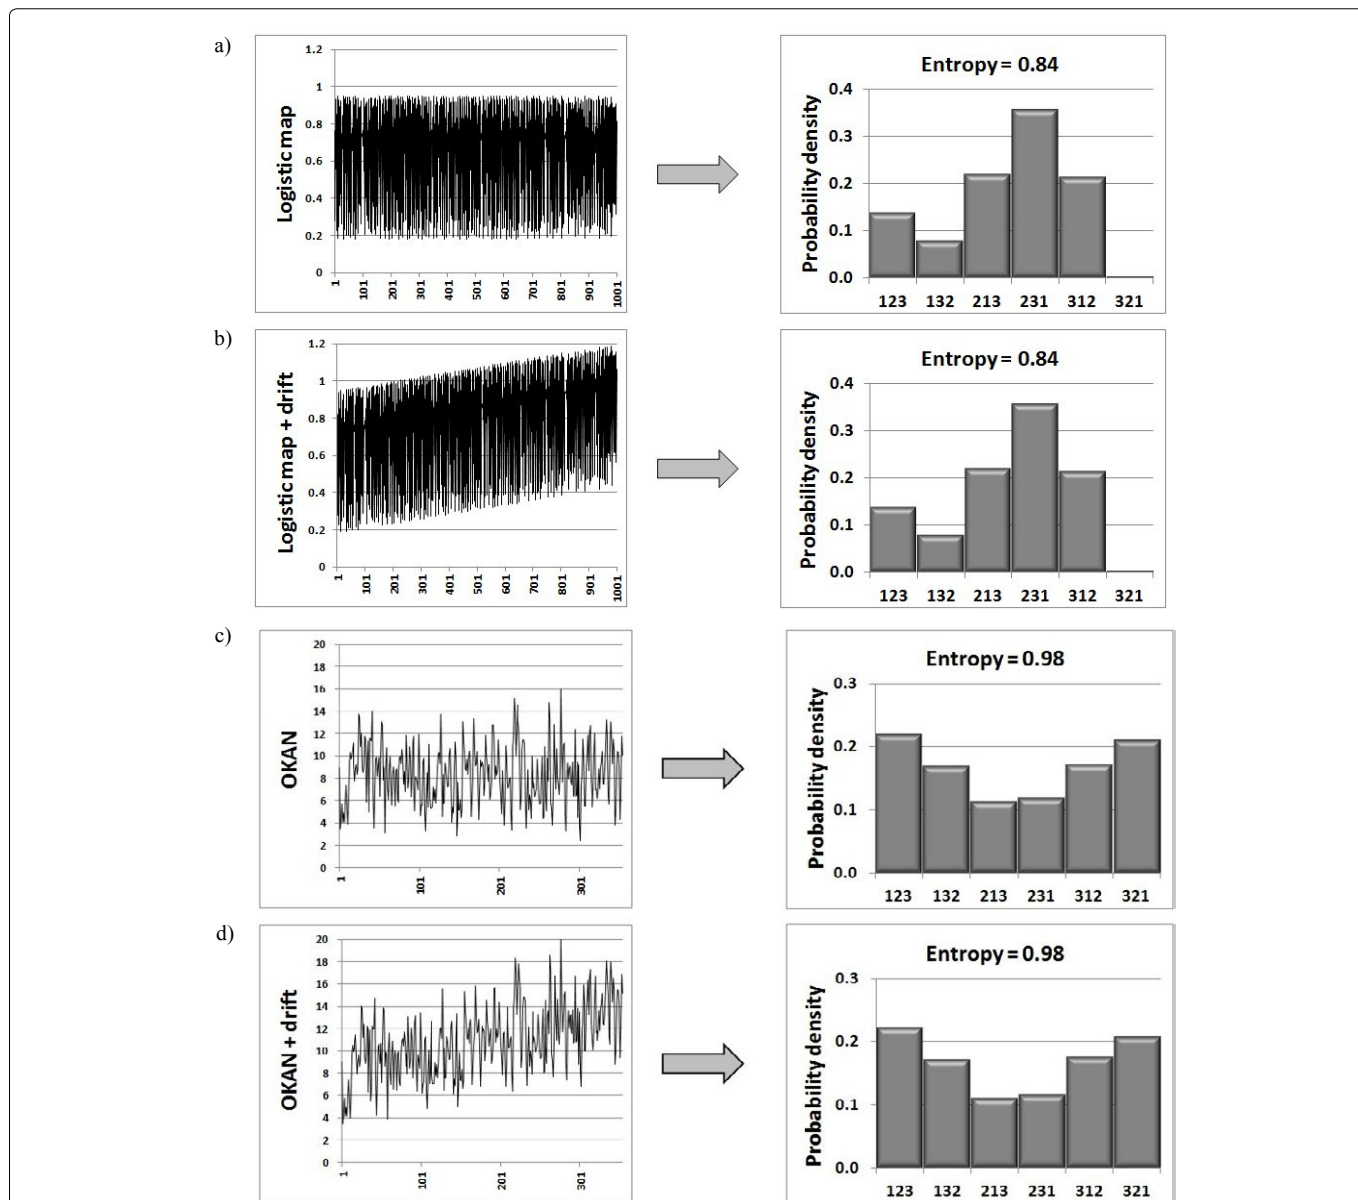 a)
Logistic map
1.2
1
0.8
0.6
0.4
0.2
0
1 101 201 301 401 501 601 701 801 901 1001
Entropy = 0.84
Probability density
0.4
0.3
0.2
0.1
0.0
123 132 213 231 312 321
b)
Logistic map + drift
1.2
1
0.8
0.6
0.4
0.2
0
1 101 201 301 401 501 601 701 801 901 1001
Entropy = 0.84
Probability density
0.4
0.3
0.2
0.1
0.0
123 132 213 231 312 321
c)
OKAN
20
18
16
14
12
10
8
6
4
2
0
1 101 201 301
Entropy = 0.98
Probability density
0.3
0.2
0.1
0.0
123 132 213 231 312 321
d)
OKAN + drift
20
18
16
14
12
10
8
6
4
2
0
1 101 201 301
Entropy = 0.98
Probability density
0.3
0.2
0.1
0.0
123 132 213 231 312 321